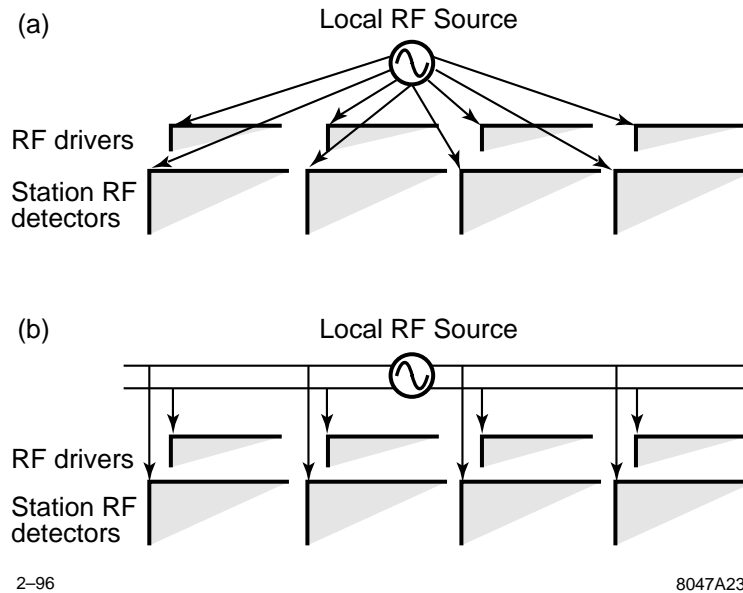 (a)
Local RF Source
RF drivers
Station RF
detectors
(b)
Local RF Source
RF drivers
Station RF
detectors
2–96
8047A23